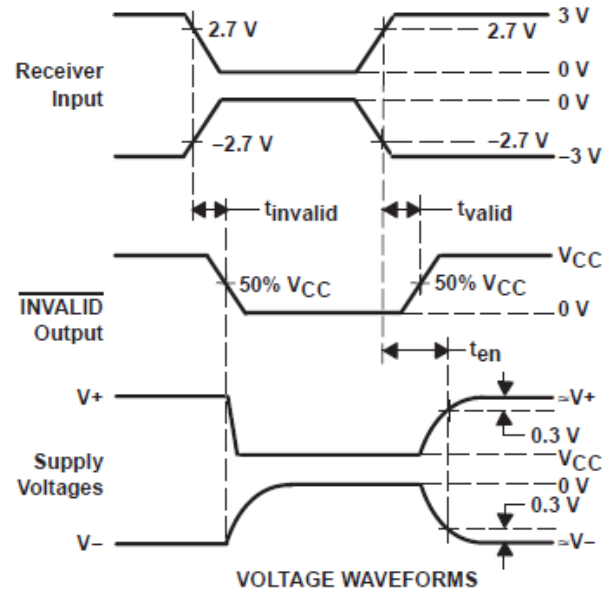 3 V
2.7 V
2.7 V
Receiver
Input
0 V
0 V
–2.7 V
–2.7 V
–3 V
tinvalid
tvalid
VCC
50% VCC
50% VCC
INVALID
Output
0 V
ten
V+
≈V+
0.3 V
VCC
Supply
Voltages
0 V
0.3 V
V–
≈V–
VOLTAGE WAVEFORMS